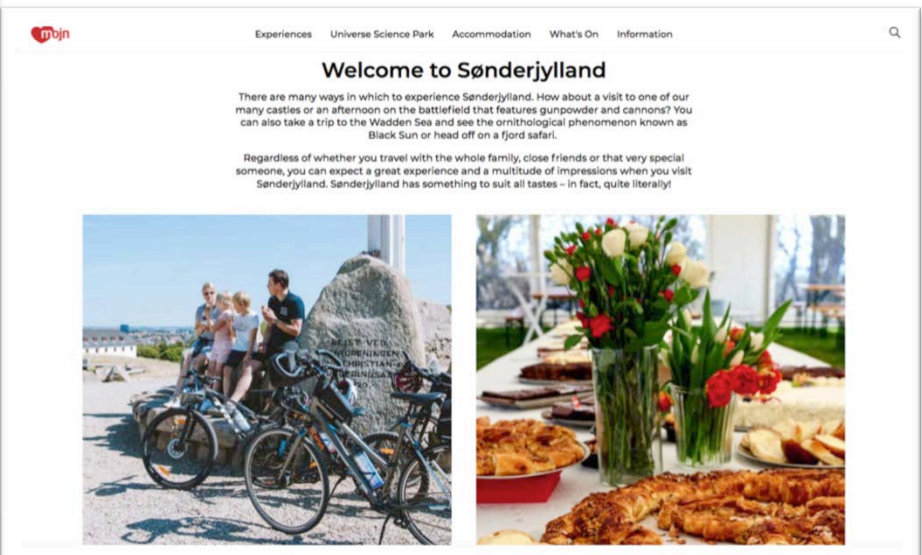 mojn
Experiences Universe Science Park Accommodation What's On Information
Welcome to Sønderjylland
There are many ways in which to experience Sønderjylland. How about a visit to one of our
many castles or an afternoon on the battlefield that features gunpowder and cannons? You
can also take a trip to the Wadden Sea and see the ornithological phenomenon known as
Black Sun or head off on a fjord safari.
Regardless of whether you travel with the whole family, close friends or that very special
someone, you can expect a great experience and a multitude of impressions when you visit
Sønderjylland. Sønderjylland has something to suit all tastes – in fact, quite literally!
REJST VED
CHRISTIAN